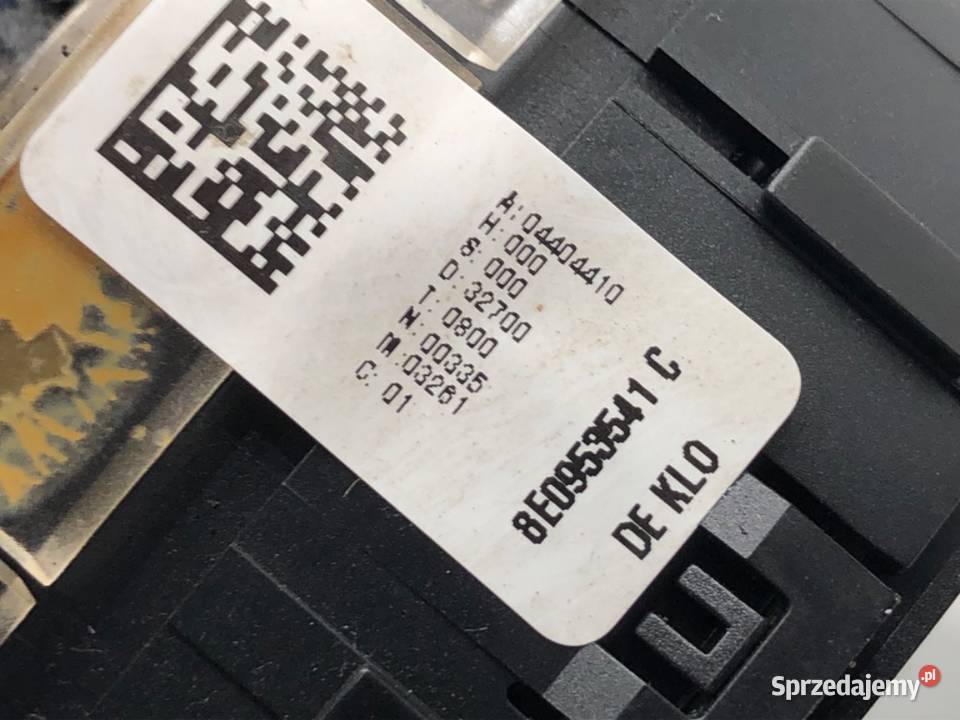 A:04404410
H:000
S:000
D:32700
T:0800
N:00335
M:03261
C:01
8E0953541 C
DE KLO
Sprzedajemy.pl